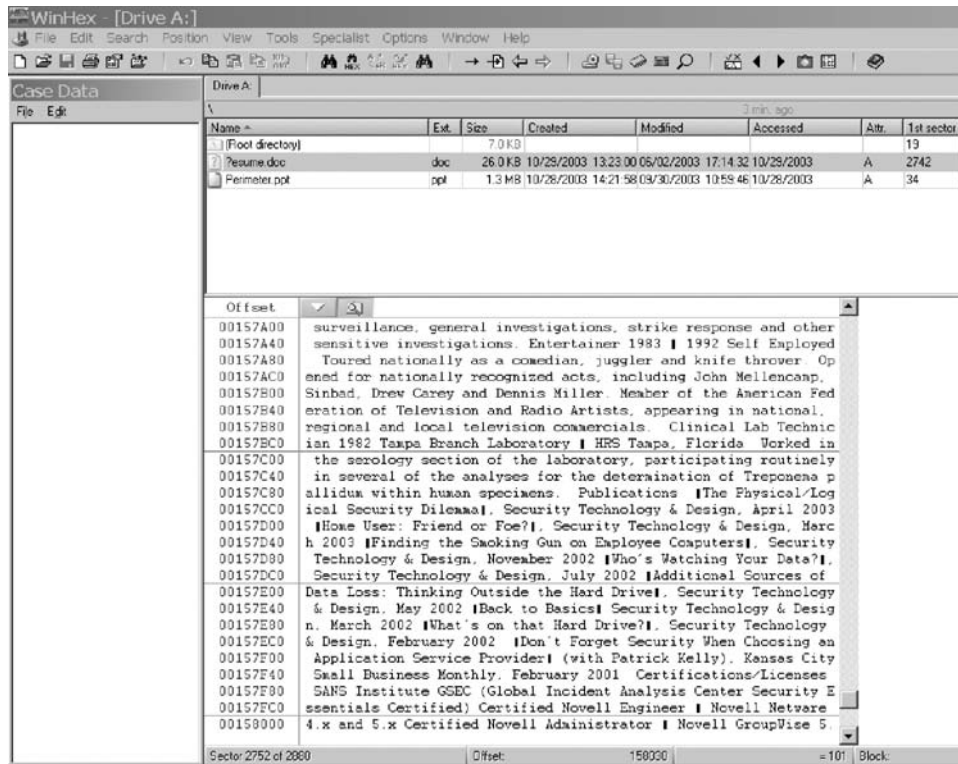 WinHex - [Drive A:]
File Edit Search Position View Tools Specialist Options Window Help
Case Data
File Edit
Drive A:
\ 3 min. ago
Name Ext. Size Created Modified Accessed Attr. 1st sector
(Root directory) 7.0 KB 19
?esume.doc doc 26.0 KB 10/29/2003 13:23:00 06/02/2003 17:14:32 10/29/2003 A 2742
Perimeter.ppt ppt 1.3 MB 10/28/2003 14:21:58 09/30/2003 10:59:46 10/28/2003 A 34
Offset
00157A00 surveillance, general investigations, strike response and other
00157A40 sensitive investigations. Entertainer 1983 | 1992 Self Employed
00157A80 Toured nationally as a comedian, juggler and knife thrower. Op
00157AC0 ened for nationally recognized acts, including John Mellencamp,
00157B00 Sinbad, Drew Carey and Dennis Miller. Member of the American Fed
00157B40 eration of Television and Radio Artists, appearing in national,
00157B80 regional and local television commercials. Clinical Lab Technic
00157BC0 ian 1982 Tampa Branch Laboratory | HRS Tampa, Florida Worked in
00157C00 the serology section of the laboratory, participating routinely
00157C40 in several of the analyses for the determination of Treponema p
00157C80 allidum within human specimens. Publications |The Physical/Log
00157CC0 ical Security Dilemma|, Security Technology & Design, April 2003
00157D00 |Home User: Friend or Foe?|, Security Technology & Design, Marc
00157D40 h 2003 |Finding the Smoking Gun on Employee Computers|, Security
00157D80 Technology & Design, November 2002 |Who's Watching Your Data?|,
00157DC0 Security Technology & Design, July 2002 |Additional Sources of
00157E00 Data Loss: Thinking Outside the Hard Drive|, Security Technology
00157E40 & Design, May 2002 |Back to Basics| Security Technology & Desig
00157E80 n, March 2002 |What's on that Hard Drive?|, Security Technology
00157EC0 & Design, February 2002 |Don't Forget Security When Choosing an
00157F00 Application Service Provider| (with Patrick Kelly), Kansas City
00157F40 Small Business Monthly, February 2001 Certifications/Licenses
00157F80 SANS Institute GSEC (Global Incident Analysis Center Security E
00157FC0 ssentials Certified) Certified Novell Engineer | Novell Netware
00158000 4.x and 5.x Certified Novell Administrator | Novell GroupWise 5.
Sector 2752 of 2880 Offset: 158030 = 101 Block: